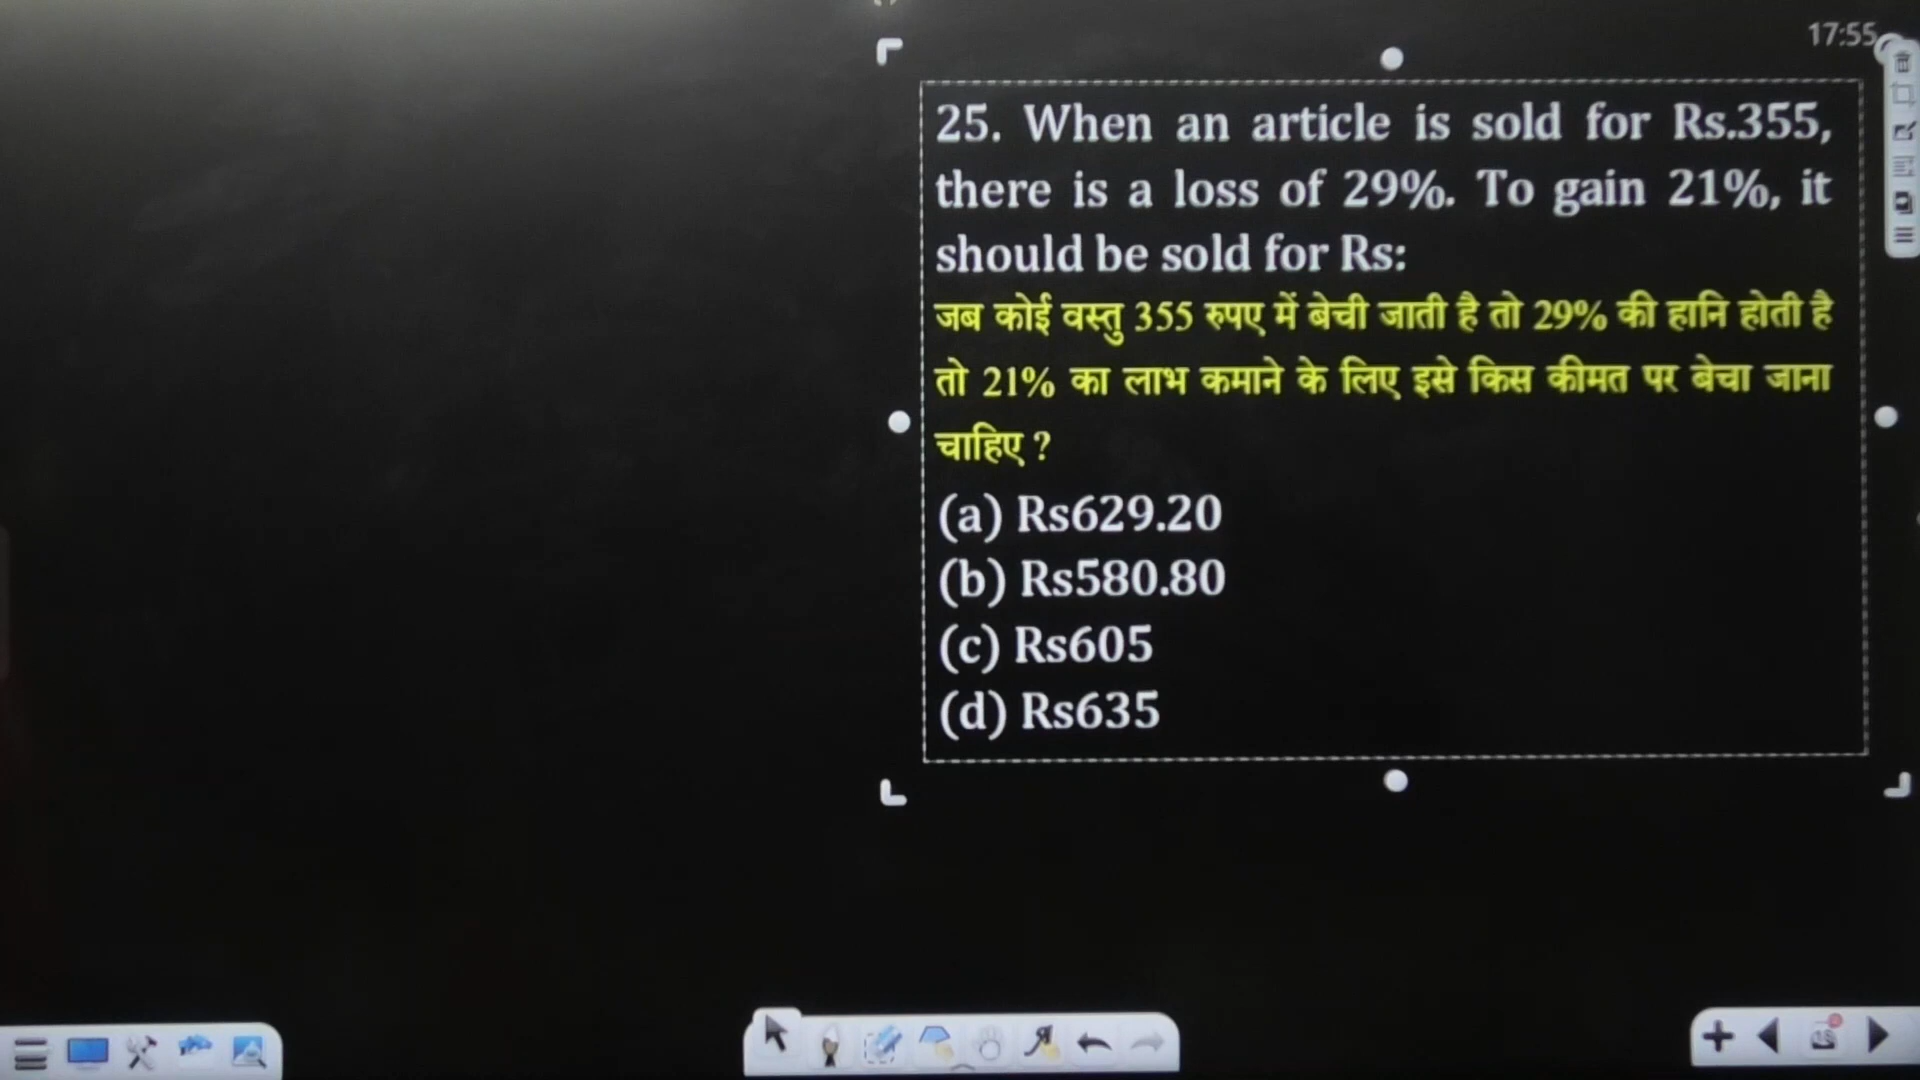 17:55
25. When an article is sold for Rs.355,
there is a loss of 29%. To gain 21%, it
should be sold for Rs:
जब कोई वस्तु 355 रुपए में बेची जाती है तो 29% की हानि होती है
तो 21% का लाभ कमाने के लिए इसे किस कीमत पर बेचा जाना
चाहिए ?
(a) Rs629.20
(b) Rs580.80
(c) Rs605
(d) Rs635